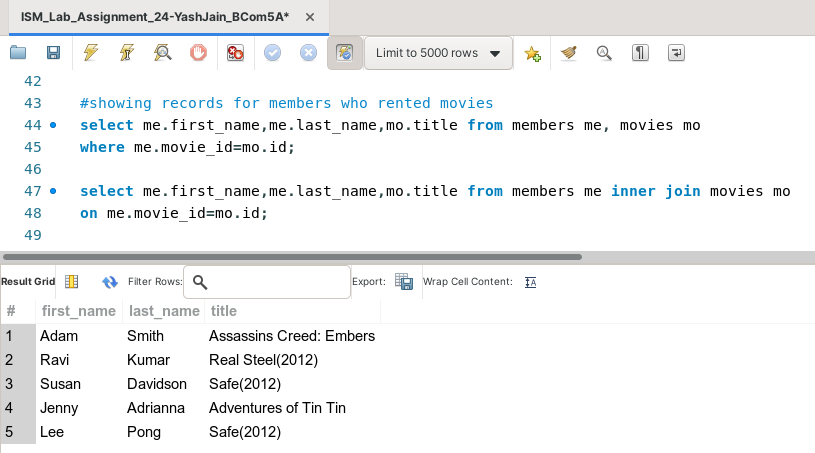 ISM_Lab_Assignment_24-YashJain_BCom5A* ×
Limit to 5000 rows
42
43 #showing records for members who rented movies
44 select me.first_name,me.last_name,mo.title from members me, movies mo
45 where me.movie_id=mo.id;
46
47 select me.first_name,me.last_name,mo.title from members me inner join movies mo
48 on me.movie_id=mo.id;
49
Result Grid Filter Rows: Export: Wrap Cell Content: IA
# first_name last_name title
1 Adam Smith Assassins Creed: Embers
2 Ravi Kumar Real Steel(2012)
3 Susan Davidson Safe(2012)
4 Jenny Adrianna Adventures of Tin Tin
5 Lee Pong Safe(2012)